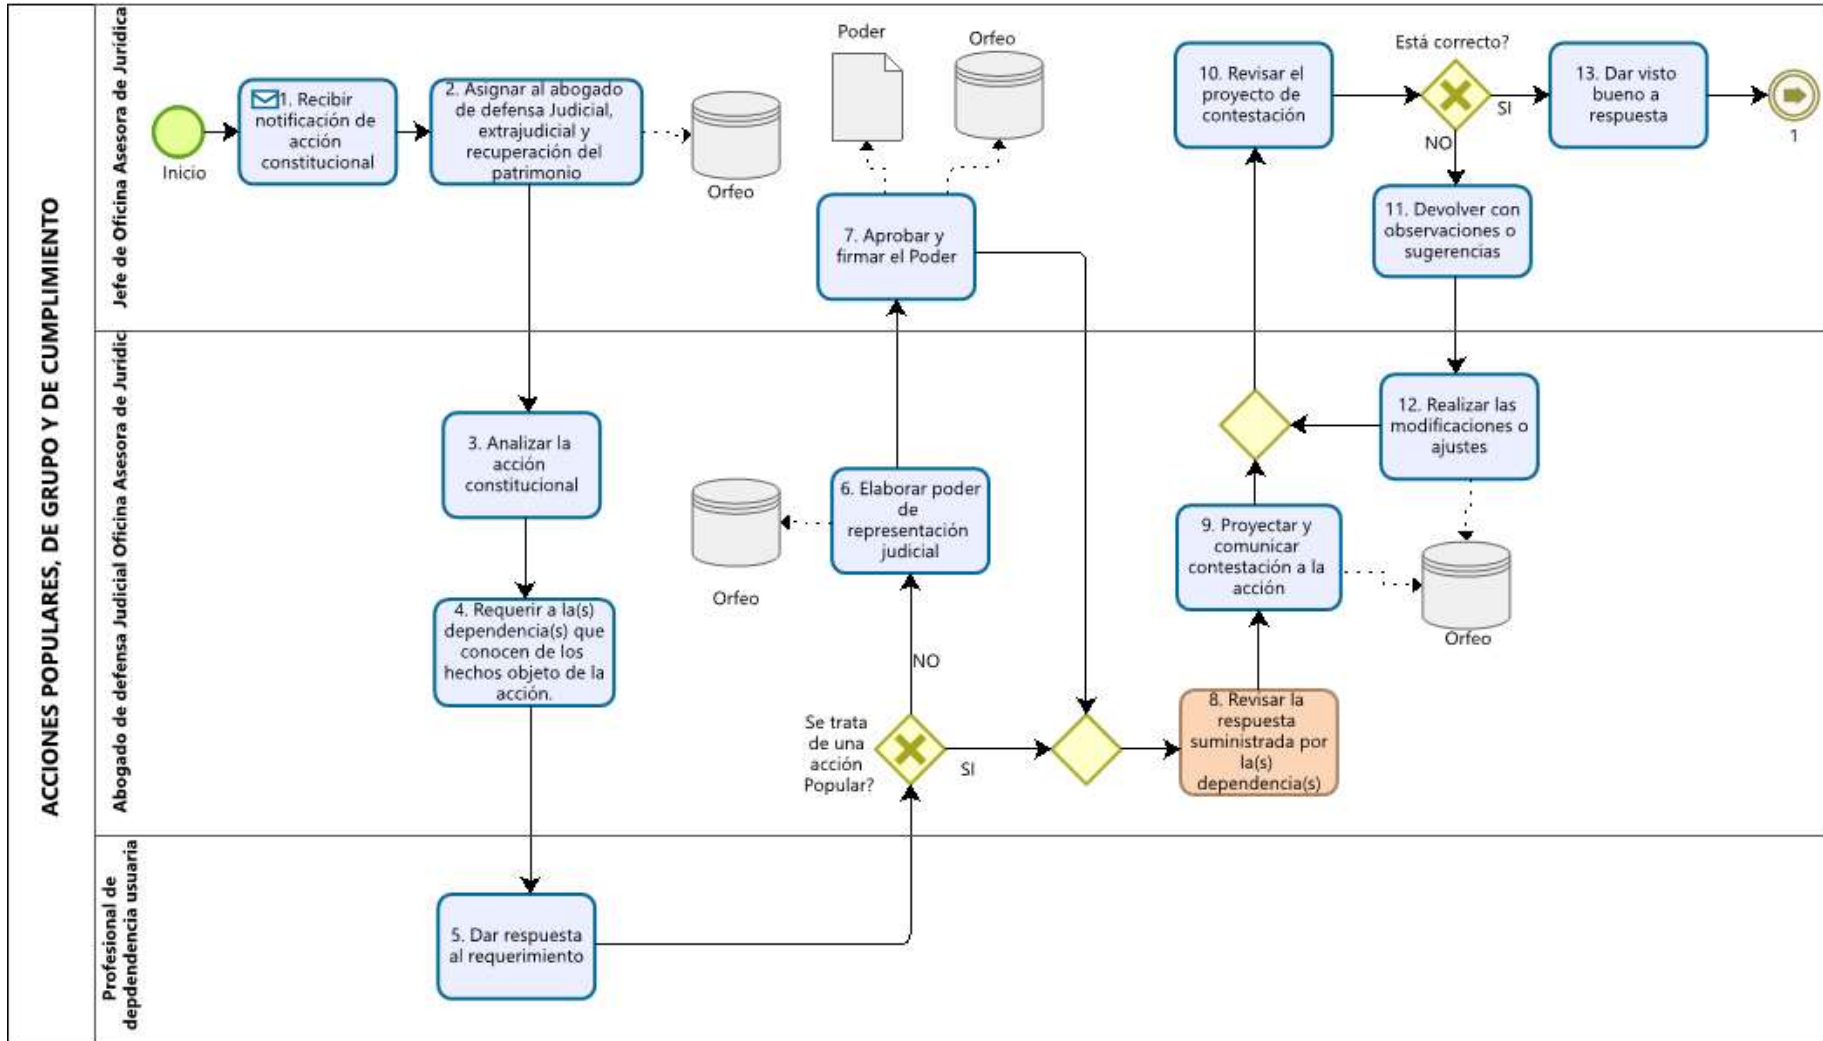 ACCIONES POPULARES, DE GRUPO Y DE CUMPLIMIENTO
Jefe de Oficina Asesora de Jurídica
Inicio
1. Recibir
notificación de
acción
constitucional
2. Asignar al abogado
de defensa Judicial,
extrajudicial y
recuperación del
patrimonio
Orfeo
Poder
Orfeo
7. Aprobar y
firmar el Poder
10. Revisar el
proyecto de
contestación
Está correcto?
SI
NO
13. Dar visto
bueno a
respuesta
1
11. Devolver con
observaciones o
sugerencias
Abogado de defensa Judicial Oficina Asesora de Jurídic
3. Analizar la
acción
constitucional
4. Requerir a la(s)
dependencia(s) que
conocen de los
hechos objeto de la
acción.
Orfeo
6. Elaborar poder
de
representación
judicial
NO
Se trata
de una
acción
Popular?
SI
8. Revisar la
respuesta
suministrada por
la(s)
dependencia(s)
9. Proyectar y
comunicar
contestación a la
acción
12. Realizar las
modificaciones o
ajustes
Orfeo
Profesional de
depdendencia usuaria
5. Dar respuesta
al requerimiento